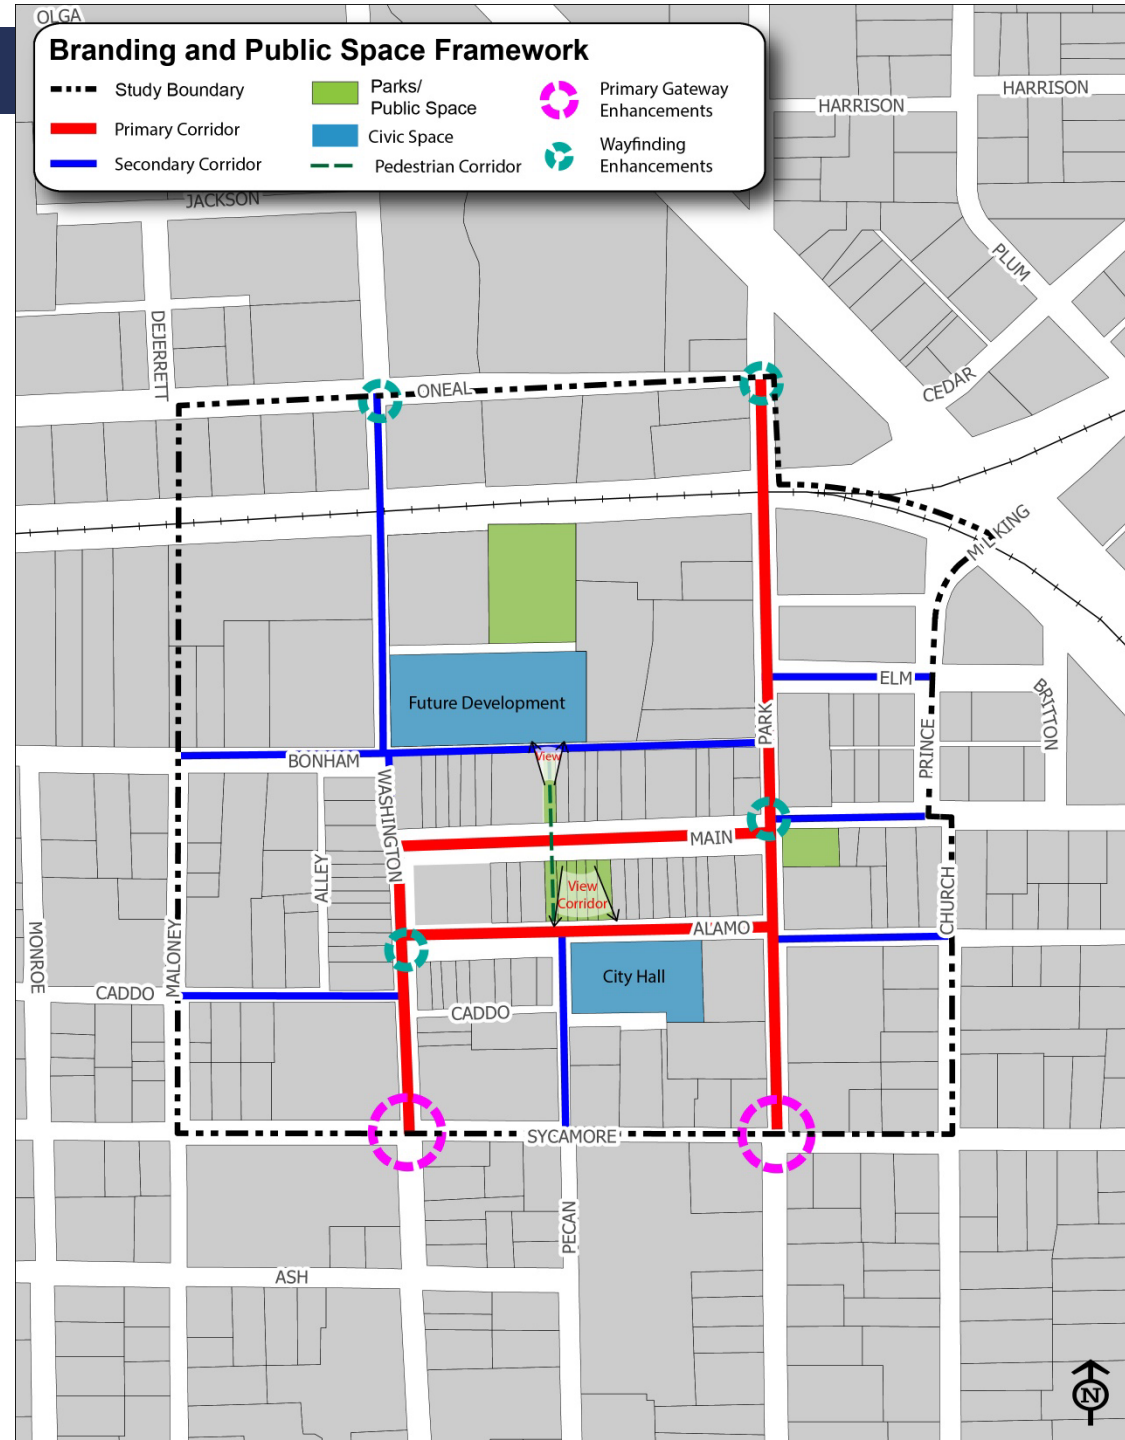 OLGA
Branding and Public Space Framework
Study Boundary
Primary Corridor
Secondary Corridor
Parks/
Public Space
Civic Space
Pedestrian Corridor
Primary Gateway
Enhancements
Wayfinding
Enhancements
HARRISON
HARRISON
JACKSON
PLUM
DEJERRETT
ONEAL
CEDAR
M L KING
Future Development
ELM
BRITTON
PARK
PRINCE
BONHAM
View
WASHINGTON
MAIN
ALLEY
View
Corridor
CHURCH
ALAMO
MONROE
MALONEY
City Hall
CADDO
CADDO
SYCAMORE
PECAN
ASH
N